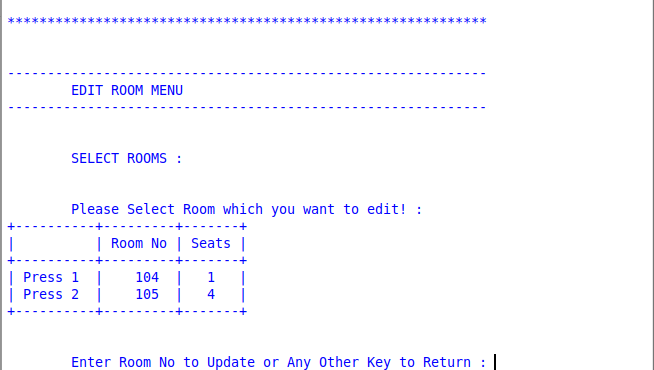 ************************************************************
------------------------------------------------------------
EDIT ROOM MENU
------------------------------------------------------------
SELECT ROOMS :
Please Select Room which you want to edit! :
+----------+---------+-------+
|          | Room No | Seats |
+----------+---------+-------+
| Press 1  |   104   |   1   |
| Press 2  |   105   |   4   |
+----------+---------+-------+
Enter Room No to Update or Any Other Key to Return :